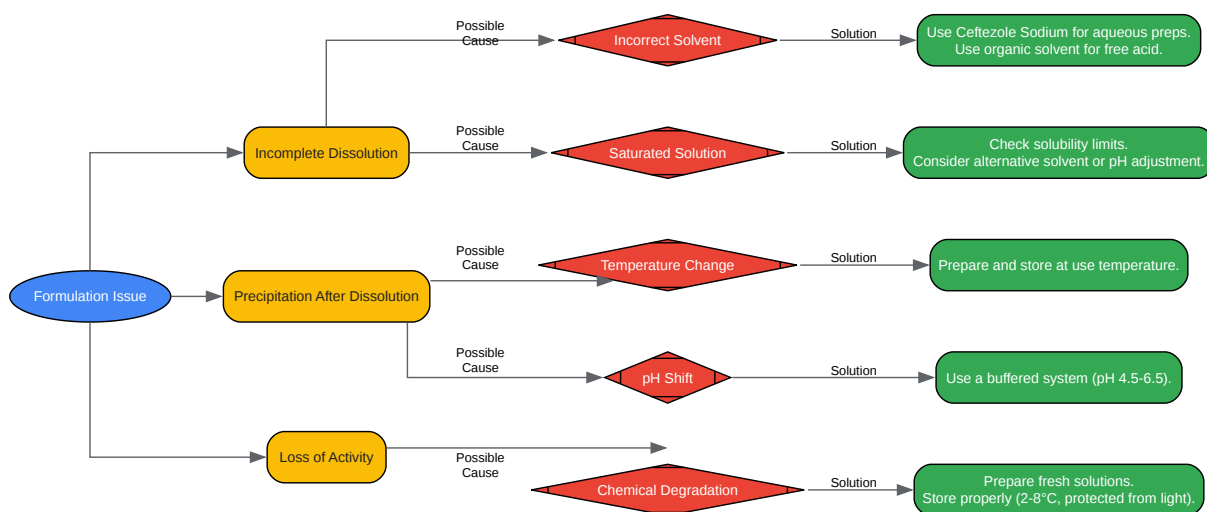 Possible
Cause
Incorrect Solvent
Solution
Use Ceftezole Sodium for aqueous preps.
Use organic solvent for free acid.
Incomplete Dissolution
Possible
Cause
Saturated Solution
Solution
Check solubility limits.
Consider alternative solvent or pH adjustment.
Formulation Issue
Precipitation After Dissolution
Possible
Cause
Temperature Change
Solution
Prepare and store at use temperature.
Possible
Cause
pH Shift
Solution
Use a buffered system (pH 4.5-6.5).
Loss of Activity
Possible
Cause
Chemical Degradation
Solution
Prepare fresh solutions.
Store properly (2-8°C, protected from light).